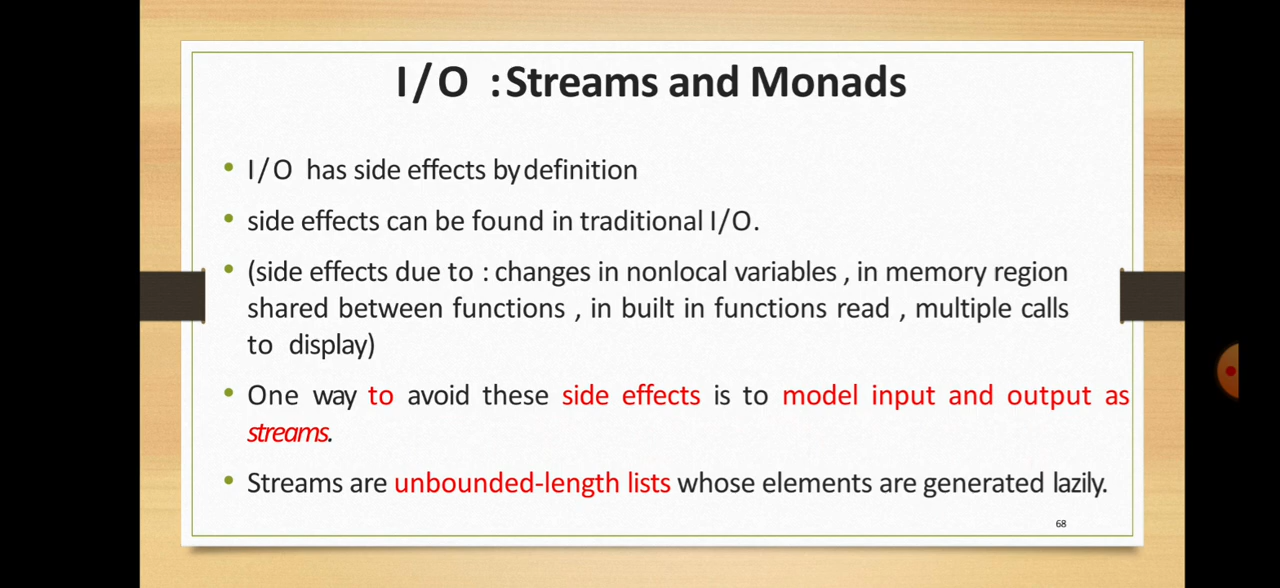 I/O :Streams and Monads
• I/O has side effects by definition
• side effects can be found in traditional I/O.
• (side effects due to : changes in nonlocal variables , in memory region
shared between functions , in built in functions read , multiple calls
to display)
• One way to avoid these side effects is to model input and output as
streams.
• Streams are unbounded-length lists whose elements are generated lazily.
68